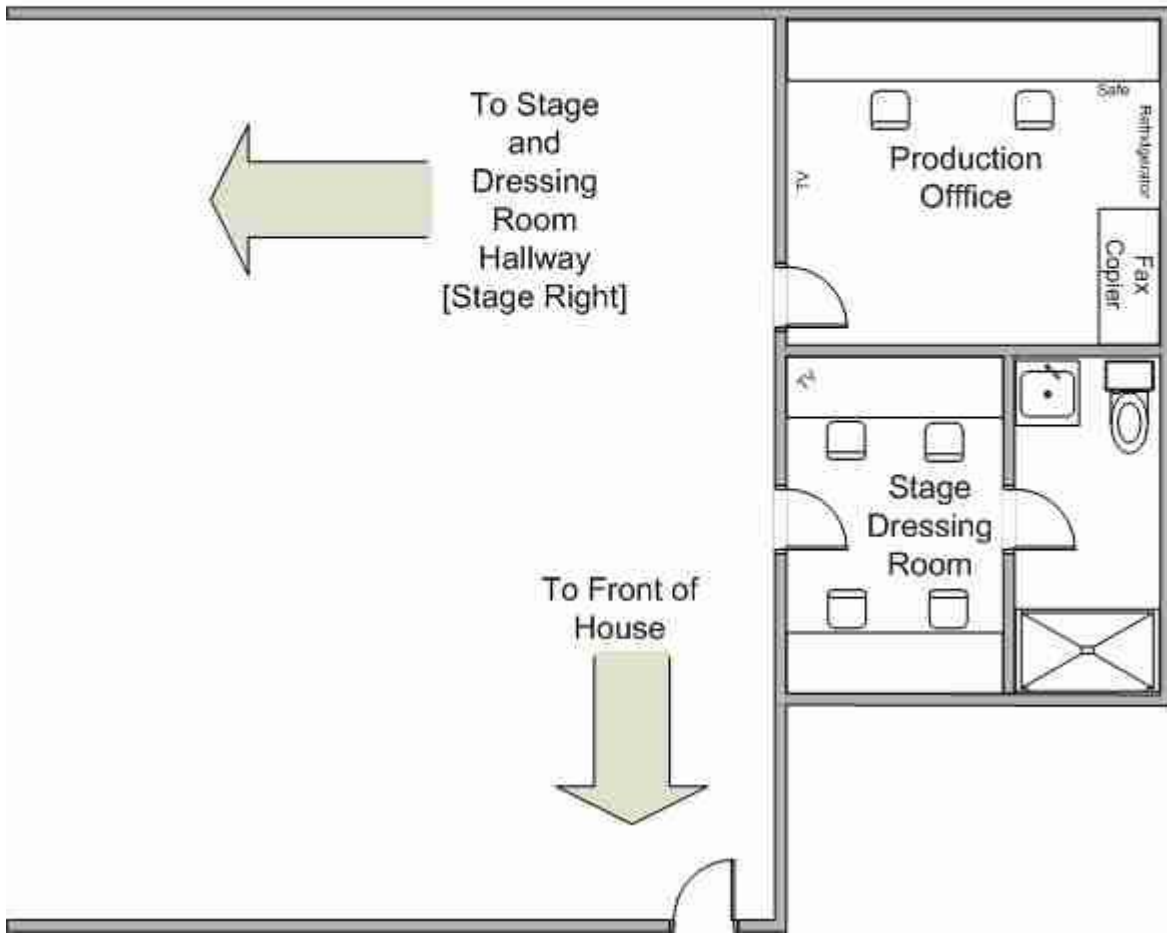 To Stage
and
Dressing
Room
Hallway
[Stage Right]
Safe
Refridgerator
TV
Production
Offfice
Fax
Copier
TV
Stage
Dressing
Room
To Front of
House